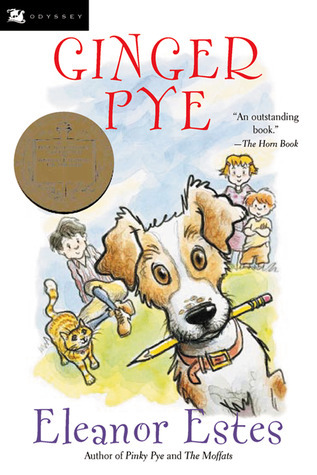 ODYSSEY
GINGER
PYE
"An outstanding
book."
—The Horn Book
Eleanor Estes
Author of Pinky Pye and The Moffats